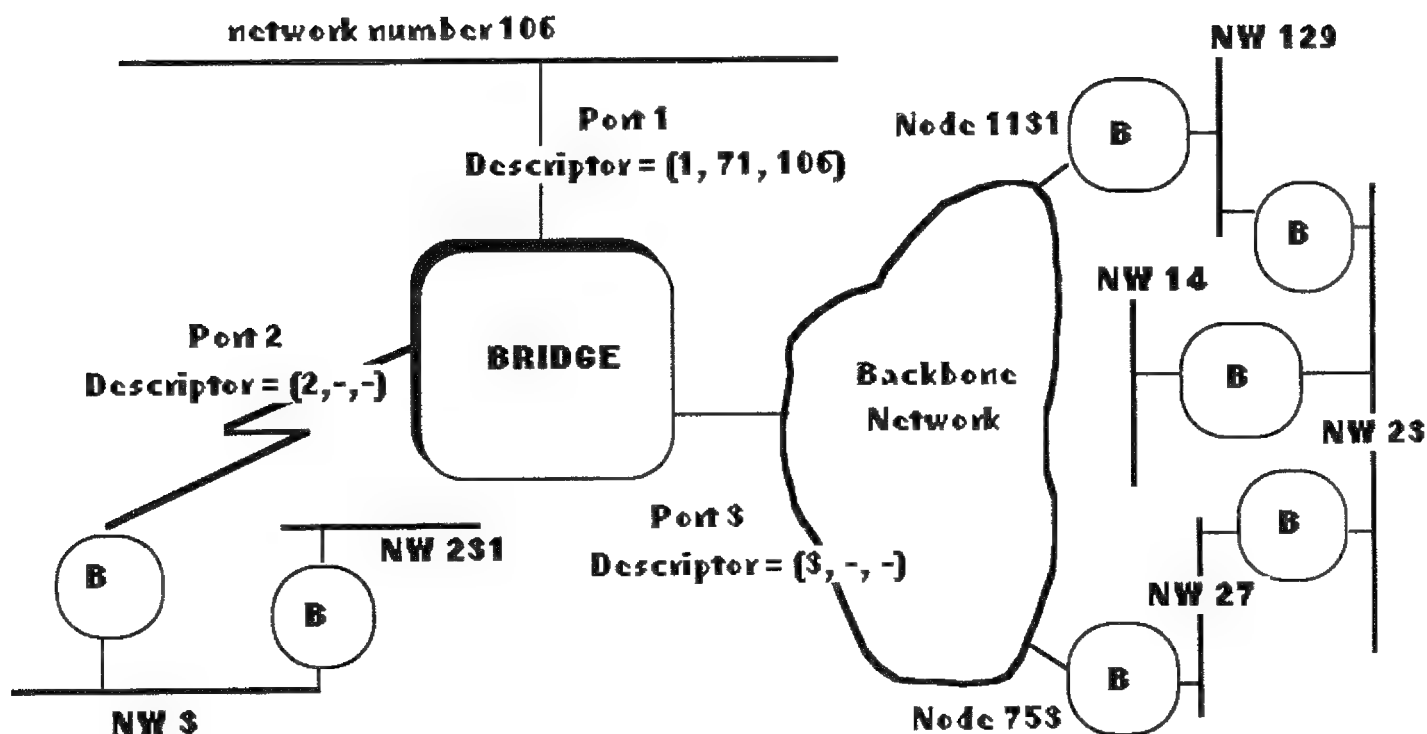 network number 106
Port 1
Descriptor = (1, 71, 106)
NW 129
Node 1131
B
B
NW 14
Port 2
Descriptor = (2,-,-)
BRIDGE
Backbone
Network
B
NW 23
Port 3
Descriptor = (3, -, -)
B
NW 231
B
B
NW 27
B
NW 3
Node 753